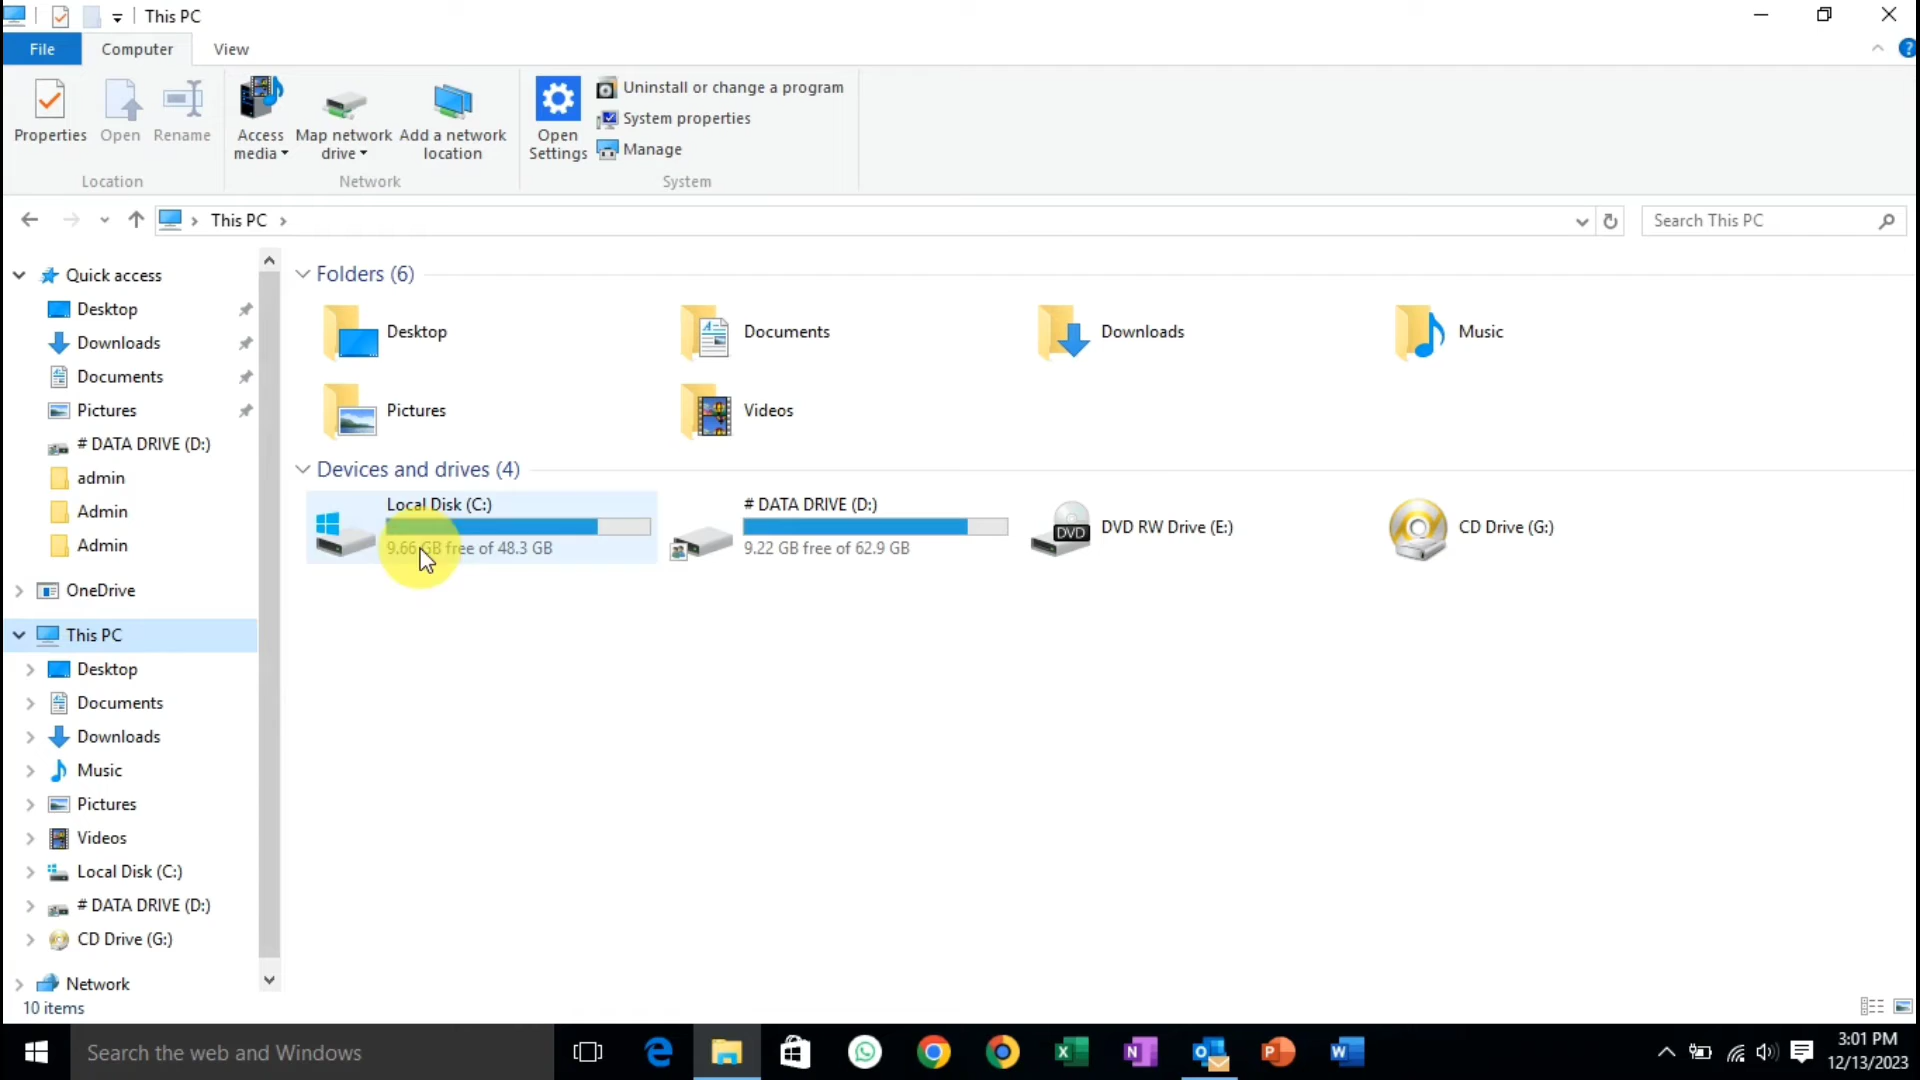 This PC
File Computer View
Properties Open Rename Access media Map network drive Add a network location Open Settings
Uninstall or change a program
System properties
Manage
Location Network System
This PC
Search This PC
Quick access
Desktop
Downloads
Documents
Pictures
# DATA DRIVE (D:)
admin
Admin
Admin
OneDrive
This PC
Desktop
Documents
Downloads
Music
Pictures
Videos
Local Disk (C:)
# DATA DRIVE (D:)
CD Drive (G:)
Network
Folders (6)
Desktop Documents Downloads Music
Pictures Videos
Devices and drives (4)
Local Disk (C:)
9.66 GB free of 48.3 GB
# DATA DRIVE (D:)
9.22 GB free of 62.9 GB
DVD
DVD RW Drive (E:)
CD Drive (G:)
10 items
Search the web and Windows
3:01 PM
12/13/2023